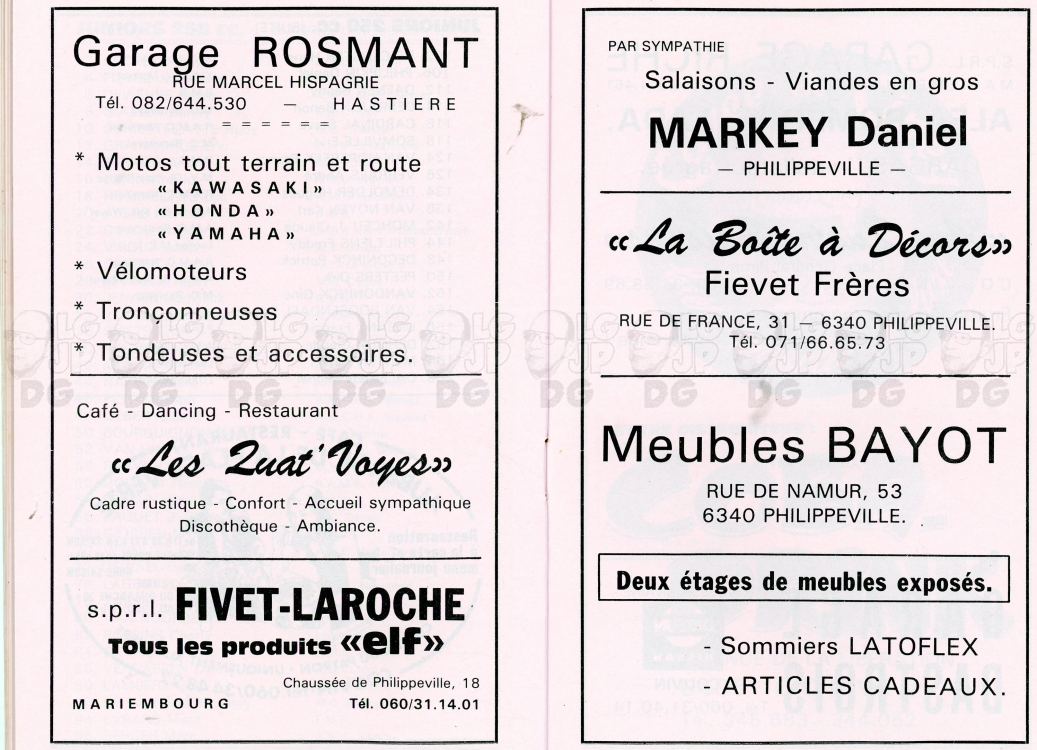 Garage ROSMANT
RUE MARCEL HISPAGRIE
Tél. 082/644.530 — HASTIERE
= = = = = =
* Motos tout terrain et route
«KAWASAKI»
«HONDA»
«YAMAHA»
* Vélomoteurs
* Tronçonneuses
* Tondeuses et accessoires.
Café - Dancing - Restaurant
«Les Quat'Voyes»
Cadre rustique - Confort - Accueil sympathique
Discothèque - Ambiance.
s.p.r.l. FIVET-LAROCHE
Tous les produits «elf»
Chaussée de Philippeville, 18
MARIEMBOURG Tél. 060/31.14.01
PAR SYMPATHIE
Salaisons - Viandes en gros
MARKEY Daniel
— PHILIPPEVILLE —
«La Boîte à Décors»
Fievet Frères
RUE DE FRANCE, 31 — 6340 PHILIPPEVILLE.
Tél. 071/66.65.73
Meubles BAYOT
RUE DE NAMUR, 53
6340 PHILIPPEVILLE.
Deux étages de meubles exposés.
- Sommiers LATOFLEX
- ARTICLES CADEAUX.